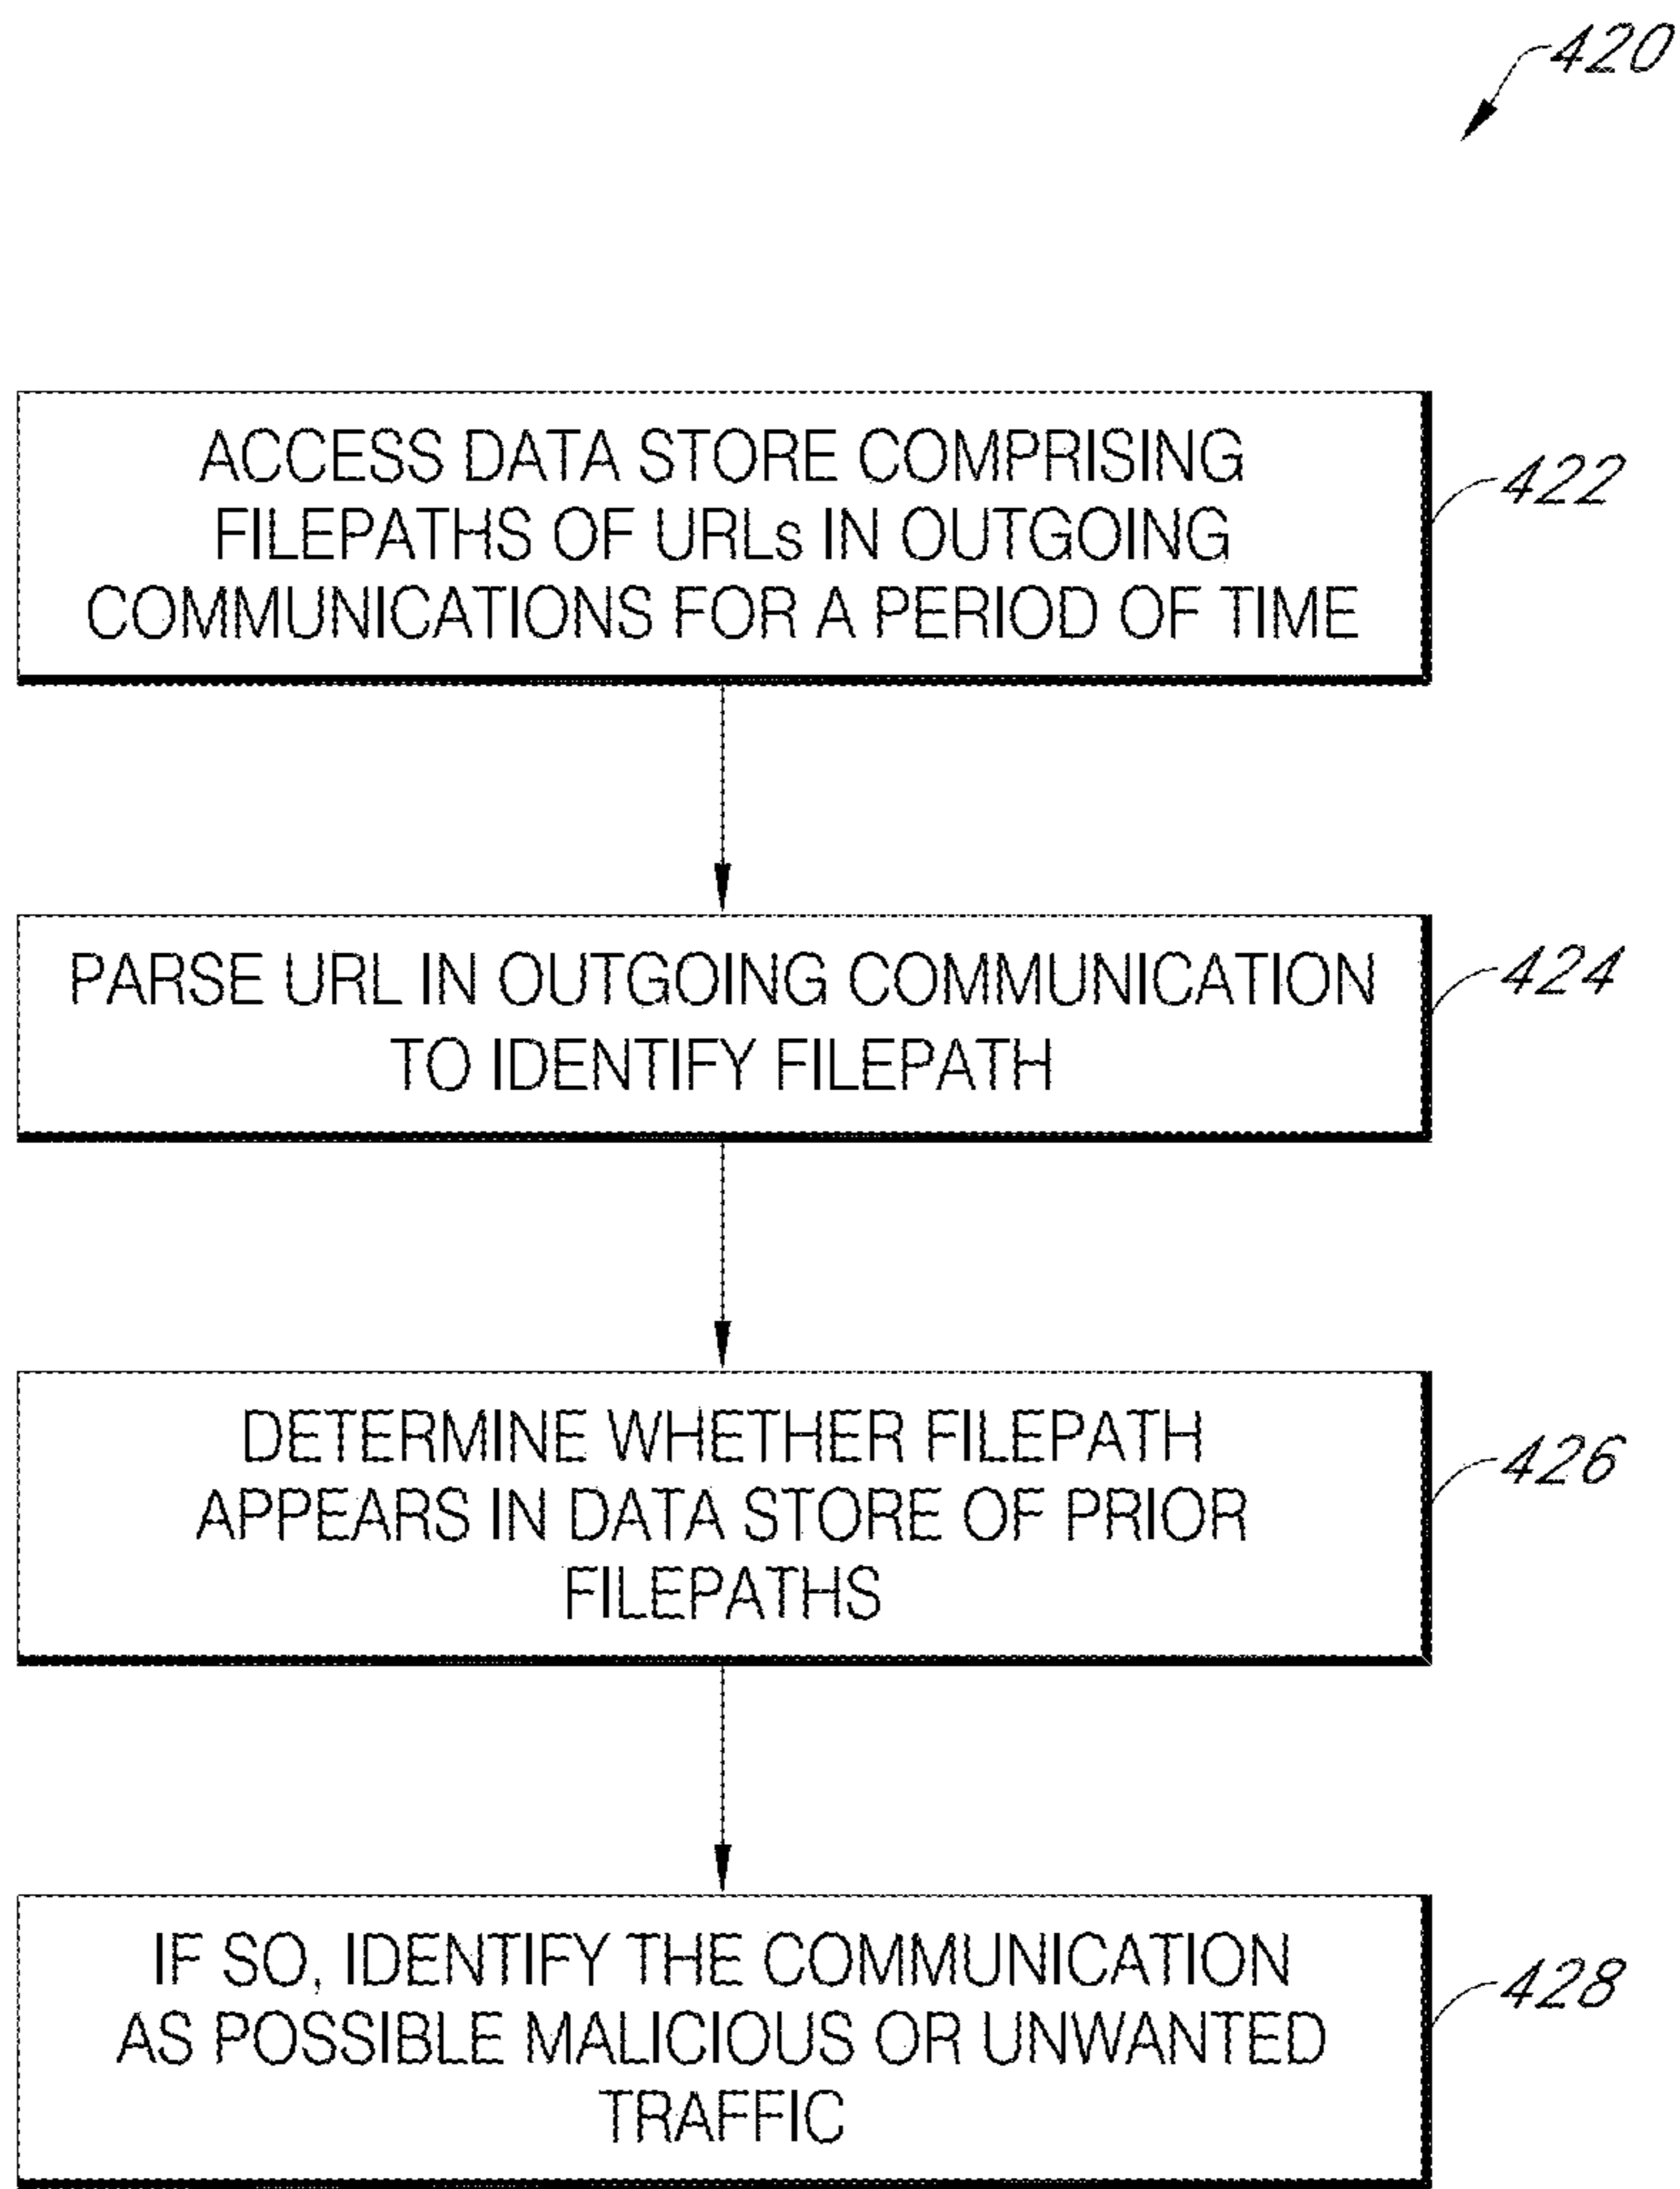 420
ACCESS DATA STORE COMPRISING
FILEPATHS OF URLs IN OUTGOING
COMMUNICATIONS FOR A PERIOD OF TIME
422
PARSE URL IN OUTGOING COMMUNICATION
TO IDENTIFY FILEPATH
424
DETERMINE WHETHER FILEPATH
APPEARS IN DATA STORE OF PRIOR
FILEPATHS
426
IF SO, IDENTIFY THE COMMUNICATION
AS POSSIBLE MALICIOUS OR UNWANTED
TRAFFIC
428